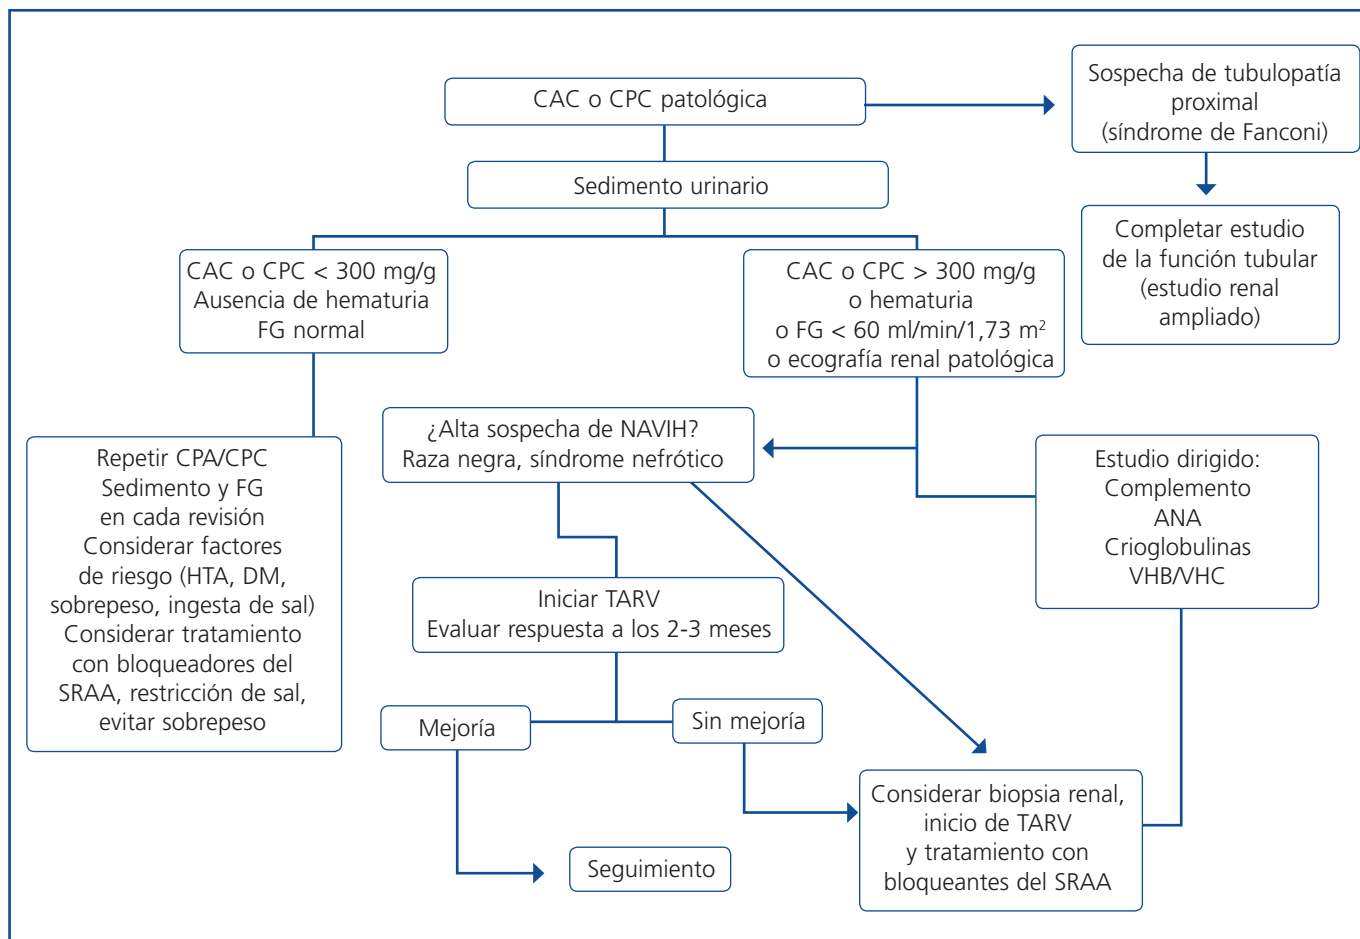 CAC o CPC patológica
Sospecha de tubulopatía
proximal
(síndrome de Fanconi)
Sedimento urinario
Completar estudio
de la función tubular
(estudio renal
ampliado)
CAC o CPC < 300 mg/g
Ausencia de hematuria
FG normal
CAC o CPC > 300 mg/g
o hematuria
o FG < 60 ml/min/1,73 m²
o ecografía renal patológica
Repetir CPA/CPC
Sedimento y FG
en cada revisión
Considerar factores
de riesgo (HTA, DM,
sobrepeso, ingesta de sal)
Considerar tratamiento
con bloqueadores del
SRAA, restricción de sal,
evitar sobrepeso
¿Alta sospecha de NAVIH?
Raza negra, síndrome nefrótico
Estudio dirigido:
Complemento
ANA
Crioglobulinas
VHB/VHC
Iniciar TARV
Evaluar respuesta a los 2-3 meses
Mejoría
Sin mejoría
Seguimiento
Considerar biopsia renal,
inicio de TARV
y tratamiento con
bloqueantes del SRAA